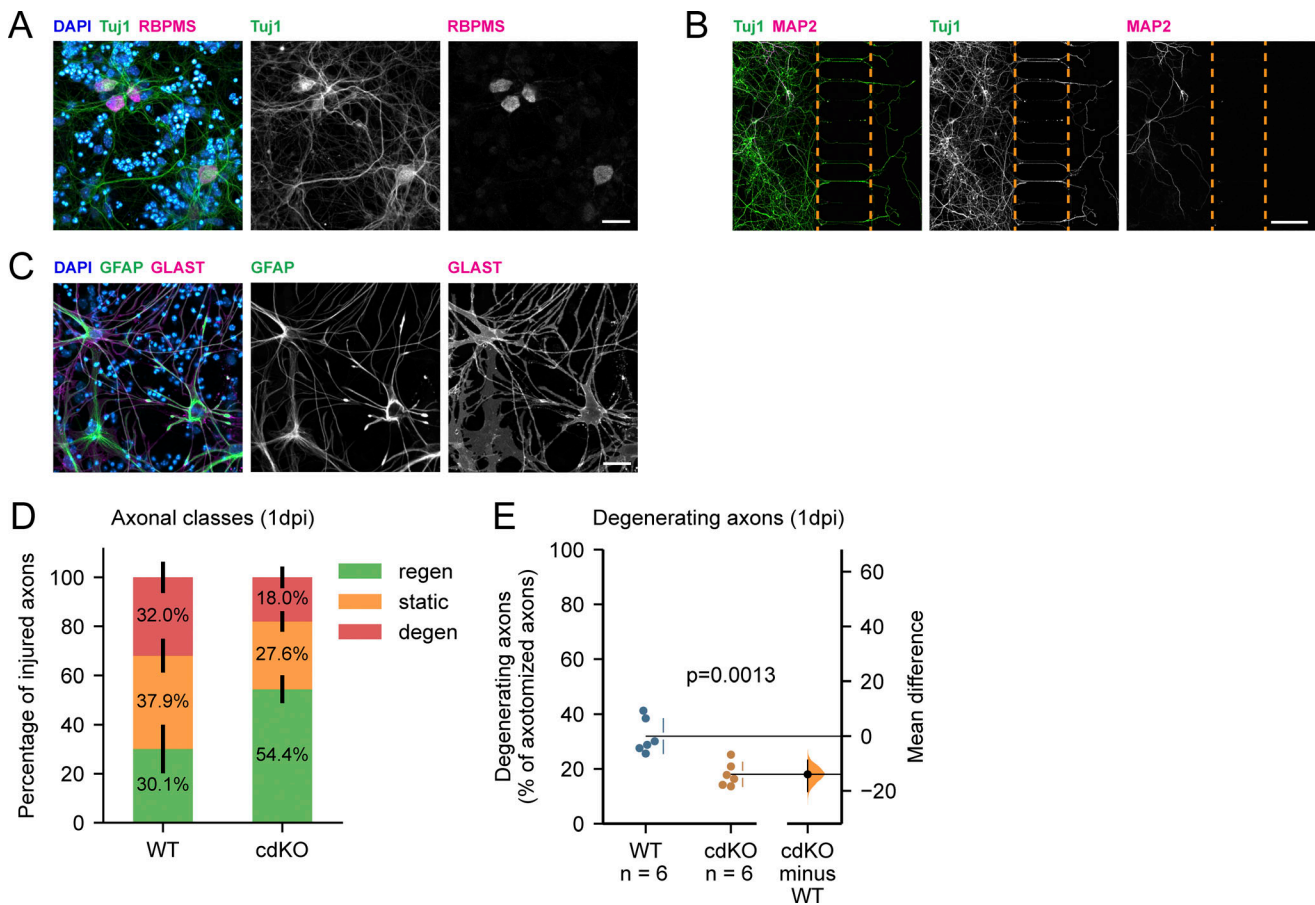 A
DAPI Tuj1 RBPMS
Tuj1
RBPMS
B
Tuj1 MAP2
Tuj1
MAP2
C
DAPI GFAP GLAST
GFAP
GLAST
D
Axonal classes (1dpi)
Percentage of injured axons
100
80
60
40
20
0
32.0%
37.9%
30.1%
18.0%
27.6%
54.4%
WT
cdKO
regen
static
degen
E
Degenerating axons (1dpi)
Degenerating axons
(% of axotomized axons)
100
80
60
40
20
0
p=0.0013
60
40
20
0
−20
Mean difference
WT
n = 6
cdKO
n = 6
cdKO
minus
WT